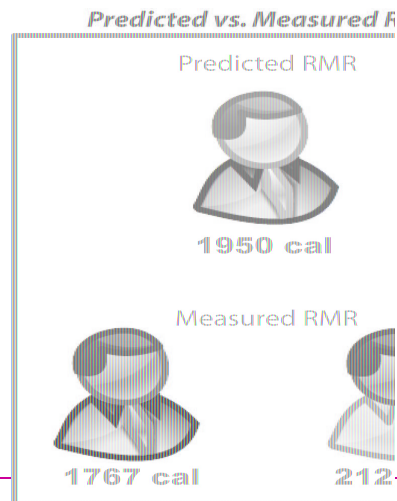 Predicted vs. Measured R
Predicted RMR
1950 cal
Measured RMR
1767 cal
212